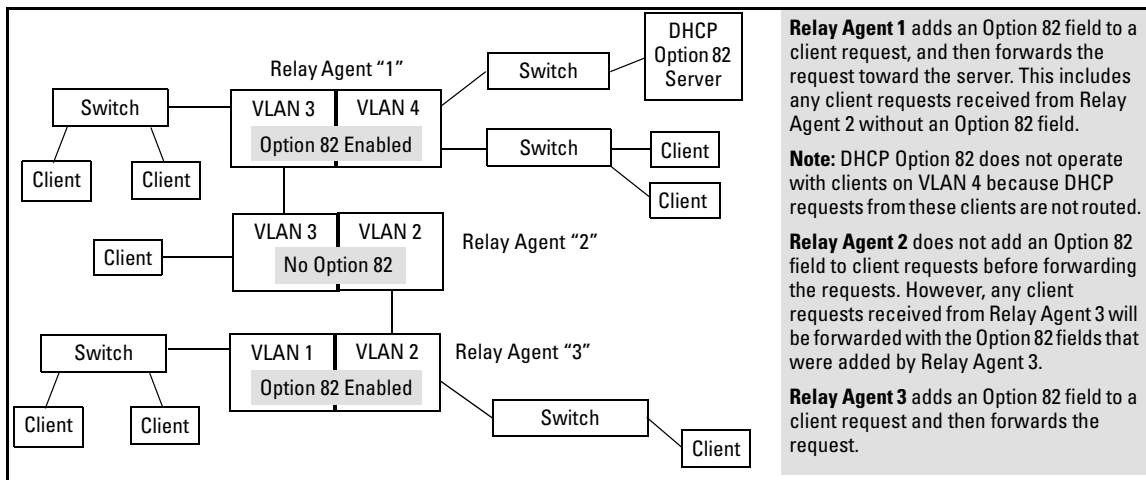 DHCP
Option 82
Server
Relay Agent “1”
Switch
Switch
VLAN 3 VLAN 4
Option 82 Enabled
Switch
Client
Client
Client
Client
VLAN 3 VLAN 2
Relay Agent “2”
Client
No Option 82
Switch
VLAN 1 VLAN 2
Relay Agent “3”
Option 82 Enabled
Client
Client
Switch
Client
Relay Agent 1 adds an Option 82 field to a
client request, and then forwards the
request toward the server. This includes
any client requests received from Relay
Agent 2 without an Option 82 field.
Note: DHCP Option 82 does not operate
with clients on VLAN 4 because DHCP
requests from these clients are not routed.
Relay Agent 2 does not add an Option 82
field to client requests before forwarding
the requests. However, any client
requests received from Relay Agent 3 will
be forwarded with the Option 82 fields that
were added by Relay Agent 3.
Relay Agent 3 adds an Option 82 field to a
client request and then forwards the
request.